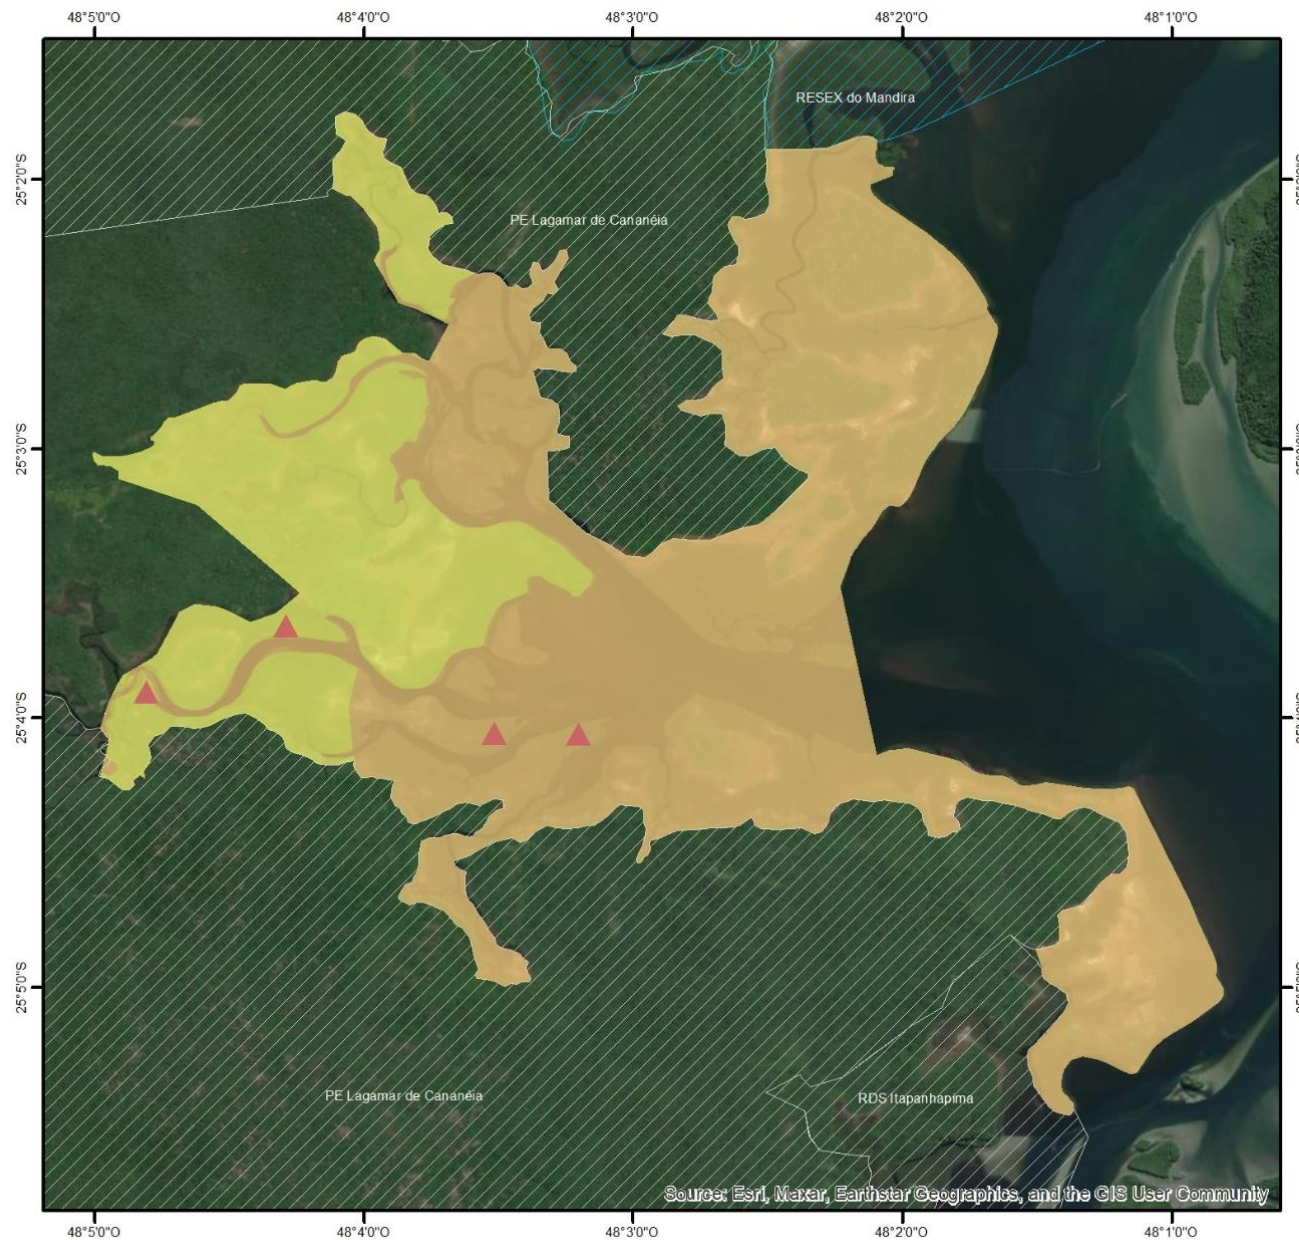 48°5'0"O 48°4'0"O 48°3'0"O 48°2'0"O 48°1'0"O
RESEX do Mandira
25°2'0"S
PE Lagamar de Cananéia
25°3'0"S
25°4'0"S
25°5'0"S
PE Lagamar de Cananéia
RDS Itapanhapima
Source: Esri, Maxar, Earthstar Geographics, and the GIS User Community
48°5'0"O 48°4'0"O 48°3'0"O 48°2'0"O 48°1'0"O